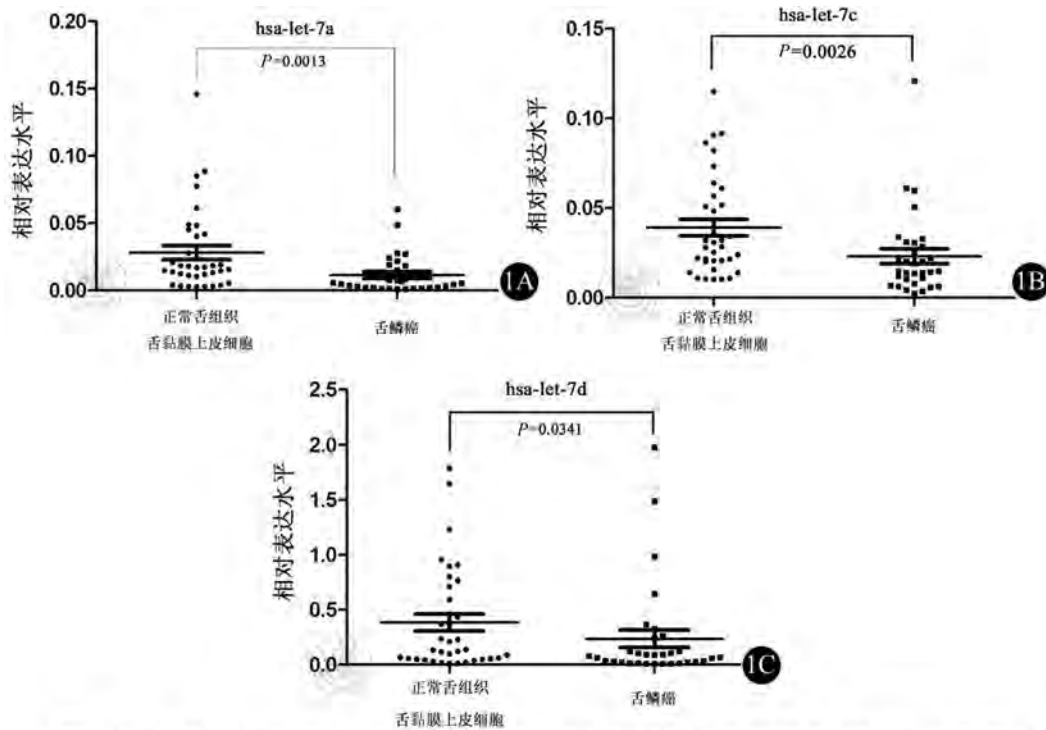 hsa-let-7a
P=0.0013
0.20
0.15
0.10
0.05
0.00
相对表达水平
正常舌组织
舌黏膜上皮细胞
舌鳞癌
1A
hsa-let-7c
P=0.0026
0.15
0.10
0.05
0.00
相对表达水平
正常舌组织
舌黏膜上皮细胞
舌鳞癌
1B
hsa-let-7d
P=0.0341
2.5
2.0
1.5
1.0
0.5
0.0
相对表达水平
正常舌组织
舌黏膜上皮细胞
舌鳞癌
1C